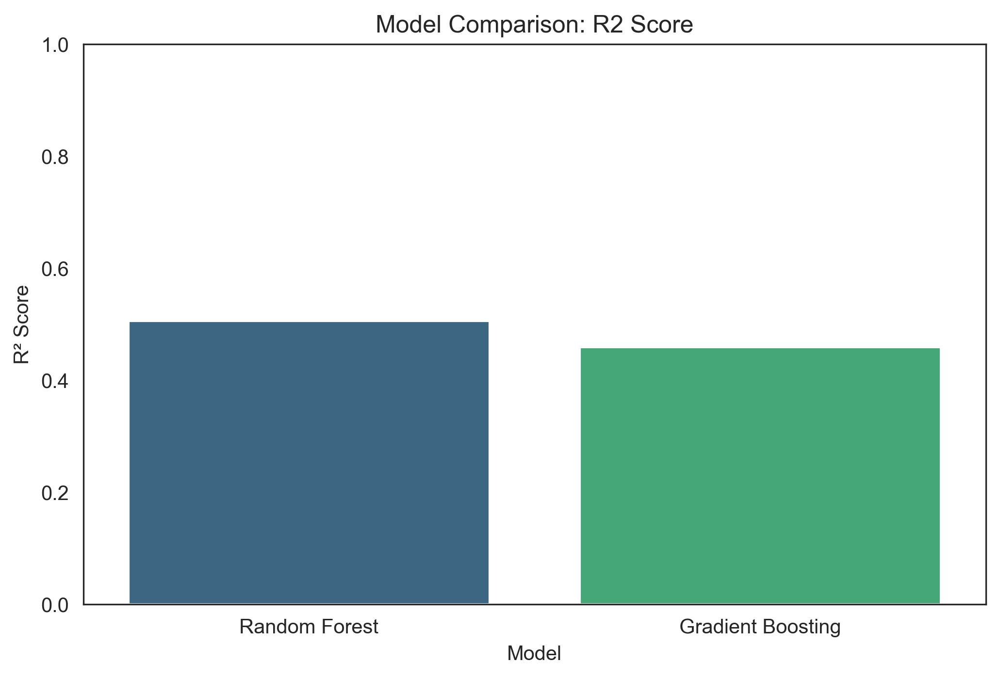 Model Comparison: R2 Score
1.0
0.8
0.6
0.4
0.2
0.0
R² Score
Random Forest
Gradient Boosting
Model